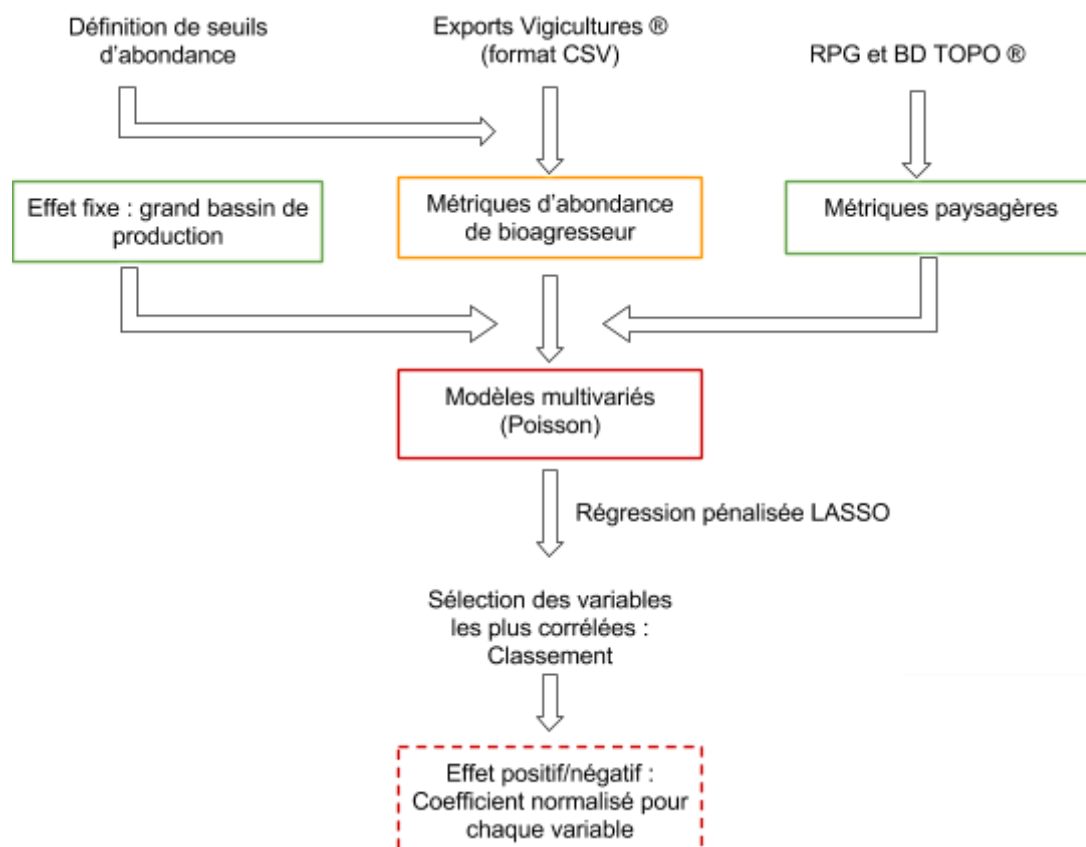 Définition de seuils
d'abondance
Exports Vigicultures ®
(format CSV)
RPG et BD TOPO ®
Effet fixe : grand bassin de
production
Métriques d'abondance
de bioagresseur
Métriques paysagères
Modèles multivariés
(Poisson)
Régression pénalisée LASSO
Sélection des variables
les plus corrélées :
Classement
Effet positif/négatif :
Coefficient normalisé pour
chaque variable